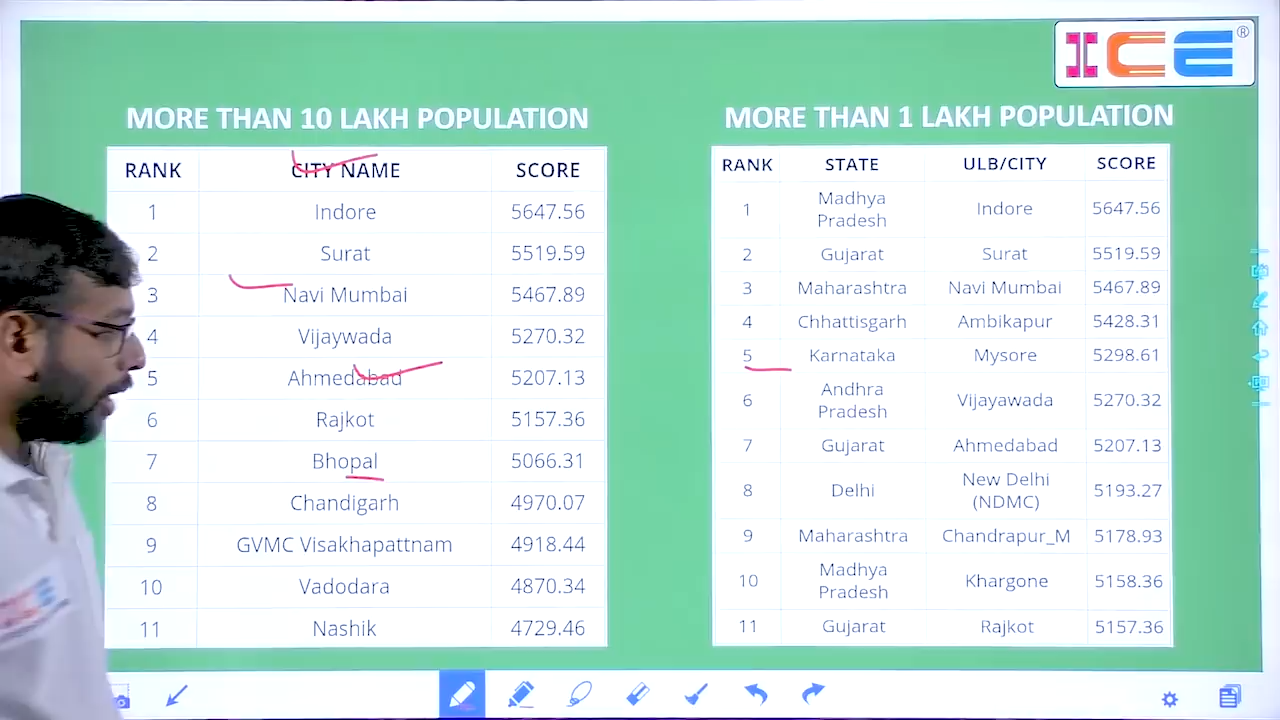 ICE®
MORE THAN 10 LAKH POPULATION
RANK CITY NAME SCORE
1 Indore 5647.56
2 Surat 5519.59
3 Navi Mumbai 5467.89
4 Vijaywada 5270.32
5 Ahmedabad 5207.13
6 Rajkot 5157.36
7 Bhopal 5066.31
8 Chandigarh 4970.07
9 GVMC Visakhapattnam 4918.44
10 Vadodara 4870.34
11 Nashik 4729.46
MORE THAN 1 LAKH POPULATION
RANK STATE ULB/CITY SCORE
1 Madhya
Pradesh Indore 5647.56
2 Gujarat Surat 5519.59
3 Maharashtra Navi Mumbai 5467.89
4 Chhattisgarh Ambikapur 5428.31
5 Karnataka Mysore 5298.61
6 Andhra
Pradesh Vijayawada 5270.32
7 Gujarat Ahmedabad 5207.13
8 Delhi New Delhi
(NDMC) 5193.27
9 Maharashtra Chandrapur_M 5178.93
10 Madhya
Pradesh Khargone 5158.36
11 Gujarat Rajkot 5157.36
ICE